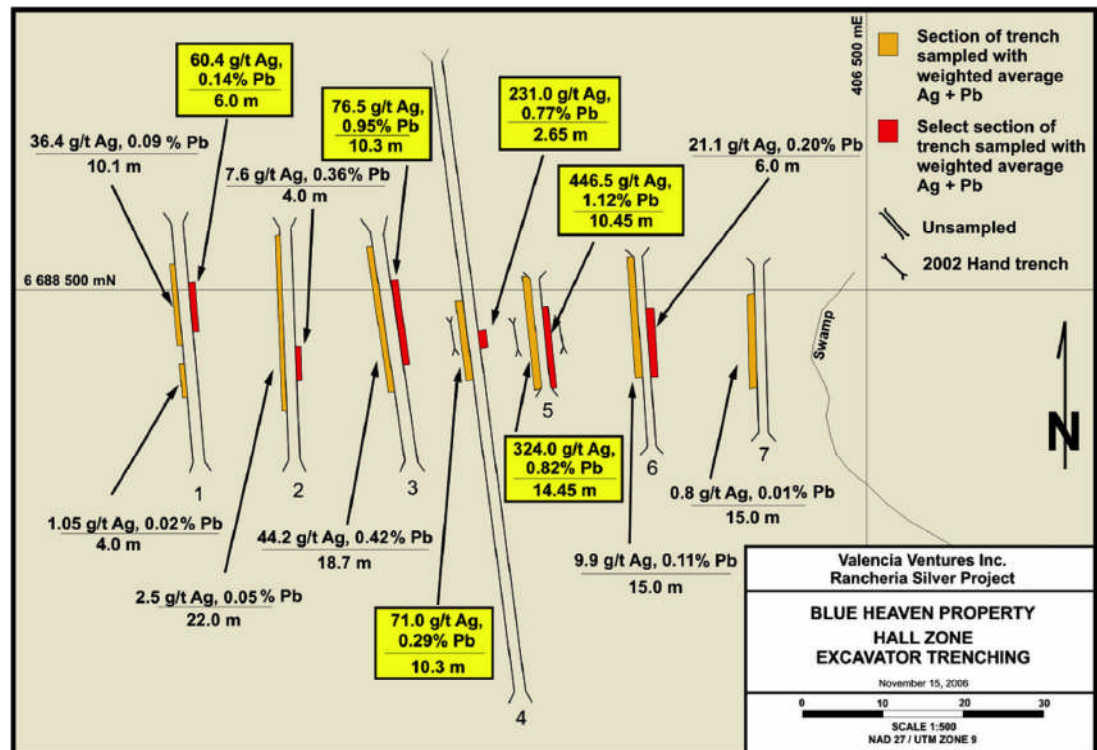 60.4 g/t Ag,
0.14% Pb
6.0 m
36.4 g/t Ag, 0.09 % Pb
10.1 m
76.5 g/t Ag,
0.95% Pb
10.3 m
7.6 g/t Ag, 0.36% Pb
4.0 m
231.0 g/t Ag,
0.77% Pb
2.65 m
446.5 g/t Ag,
1.12% Pb
10.45 m
21.1 g/t Ag, 0.20% Pb
6.0 m
406 500 mE
Section of trench
sampled with
weighted average
Ag + Pb
Select section of
trench sampled with
weighted average
Ag + Pb
Unsampled
2002 Hand trench
6 688 500 mN
Swamp
N
1
2
3
4
5
6
7
1.05 g/t Ag, 0.02% Pb
4.0 m
2.5 g/t Ag, 0.05 % Pb
22.0 m
44.2 g/t Ag, 0.42% Pb
18.7 m
71.0 g/t Ag,
0.29% Pb
10.3 m
324.0 g/t Ag,
0.82% Pb
14.45 m
9.9 g/t Ag, 0.11% Pb
15.0 m
0.8 g/t Ag, 0.01% Pb
15.0 m
Valencia Ventures Inc.
Rancheria Silver Project
BLUE HEAVEN PROPERTY
HALL ZONE
EXCAVATOR TRENCHING
November 15, 2006
0 10 20 30
SCALE 1:500
NAD 27 / UTM ZONE 9